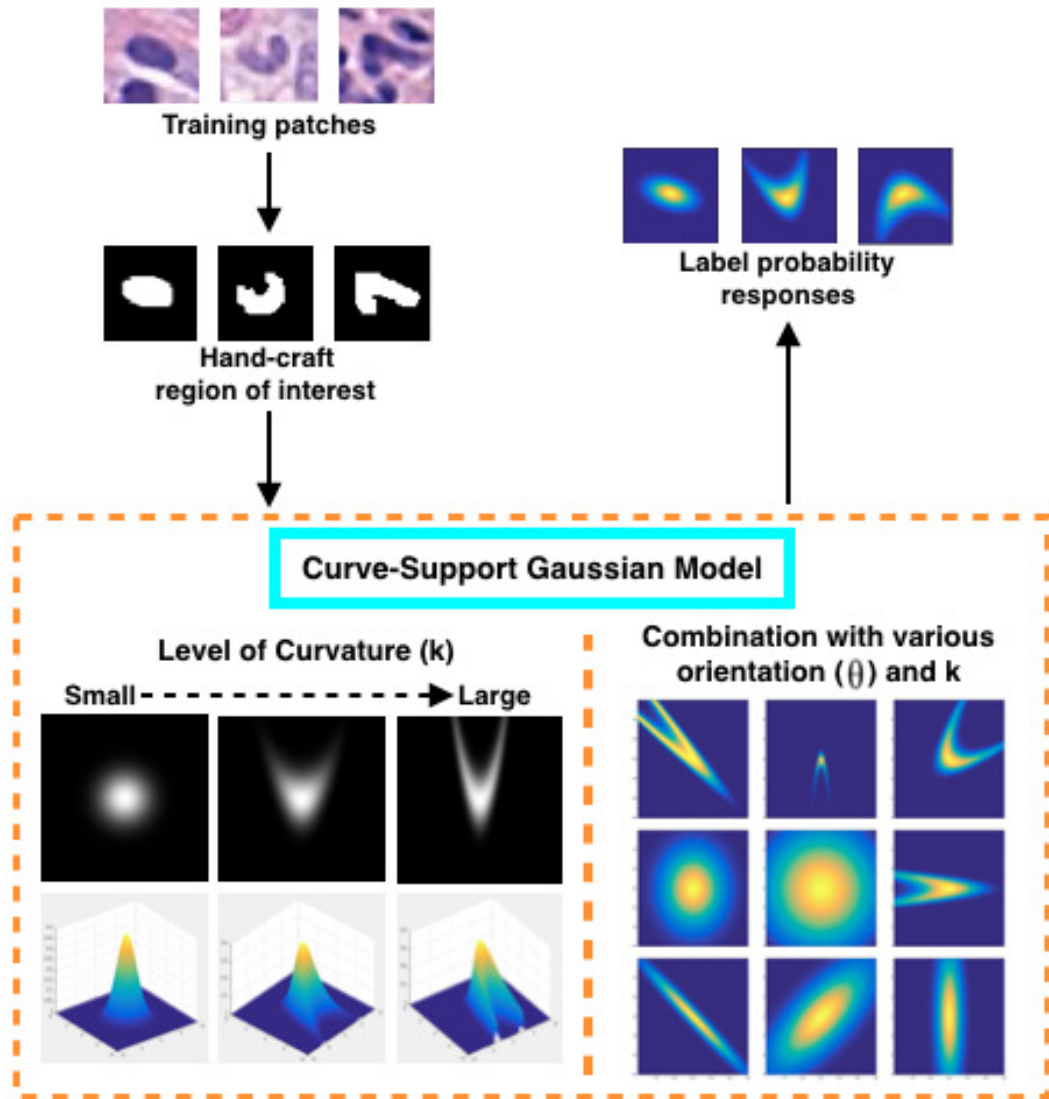 Training patches
Hand-craft
region of interest
Label probability
responses
Curve-Support Gaussian Model
Level of Curvature (k)
Small
Large
Combination with various
orientation (θ) and k